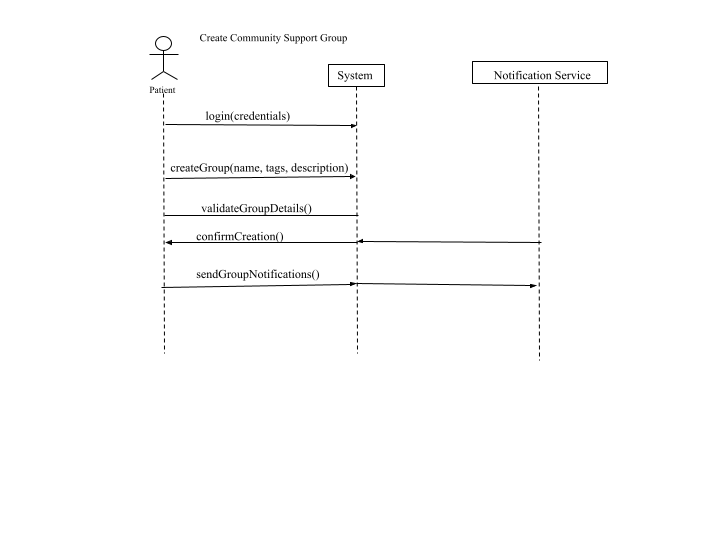 Create Community Support Group
System
Notification Service
Patient
login(credentials)
createGroup(name, tags, description)
validateGroupDetails()
confirmCreation()
sendGroupNotifications()